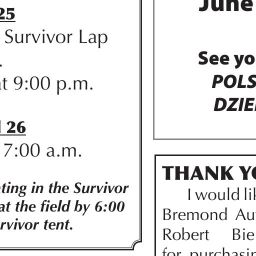 25
Survivor Lap
at 9:00 p.m.
26
7:00 a.m.
ting in the Survivor
at the field by 6:00
rvivor tent.
June
See yo
POLS
DZIE
THANK YO
I would lik
Bremond Au
Robert Bie
for purchasin